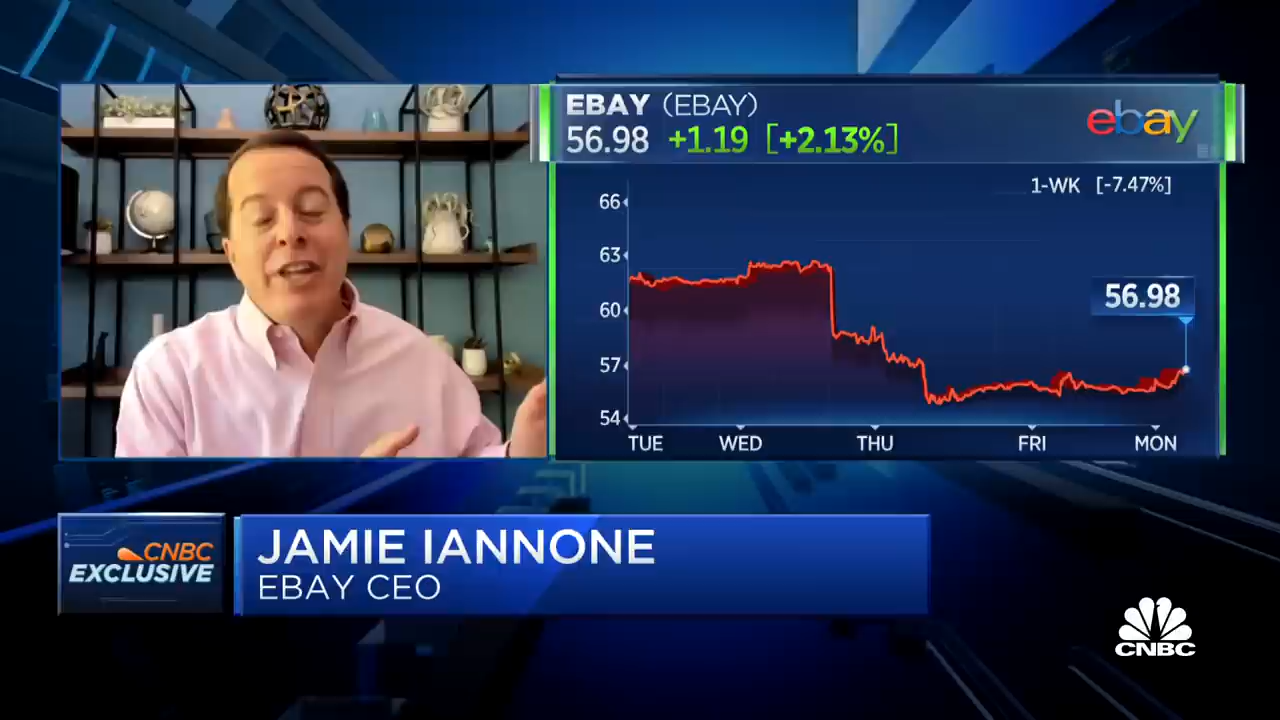 EBAY (EBAY)
56.98 +1.19 [+2.13%]
ebay
1-WK [-7.47%]
66
63
60
57
54
56.98
TUE WED THU FRI MON
CNBC
EXCLUSIVE
JAMIE IANNONE
EBAY CEO
CNBC